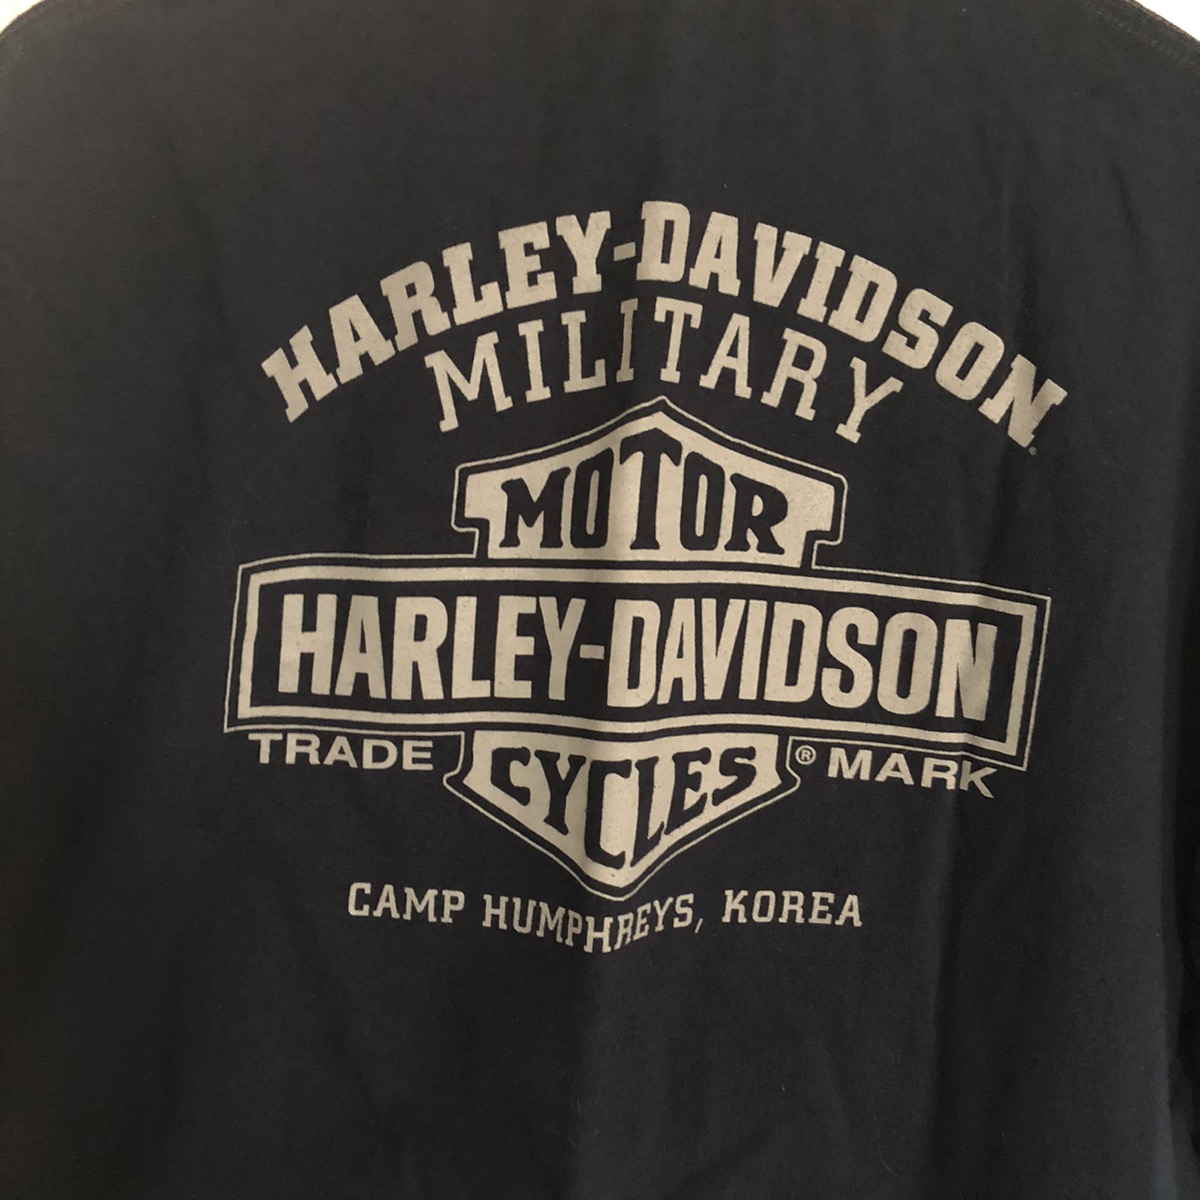 HARLEY-DAVIDSON
MILITARY
MOTOR
HARLEY-DAVIDSON
TRADE ® MARK
CYCLES
CAMP HUMPHREYS, KOREA